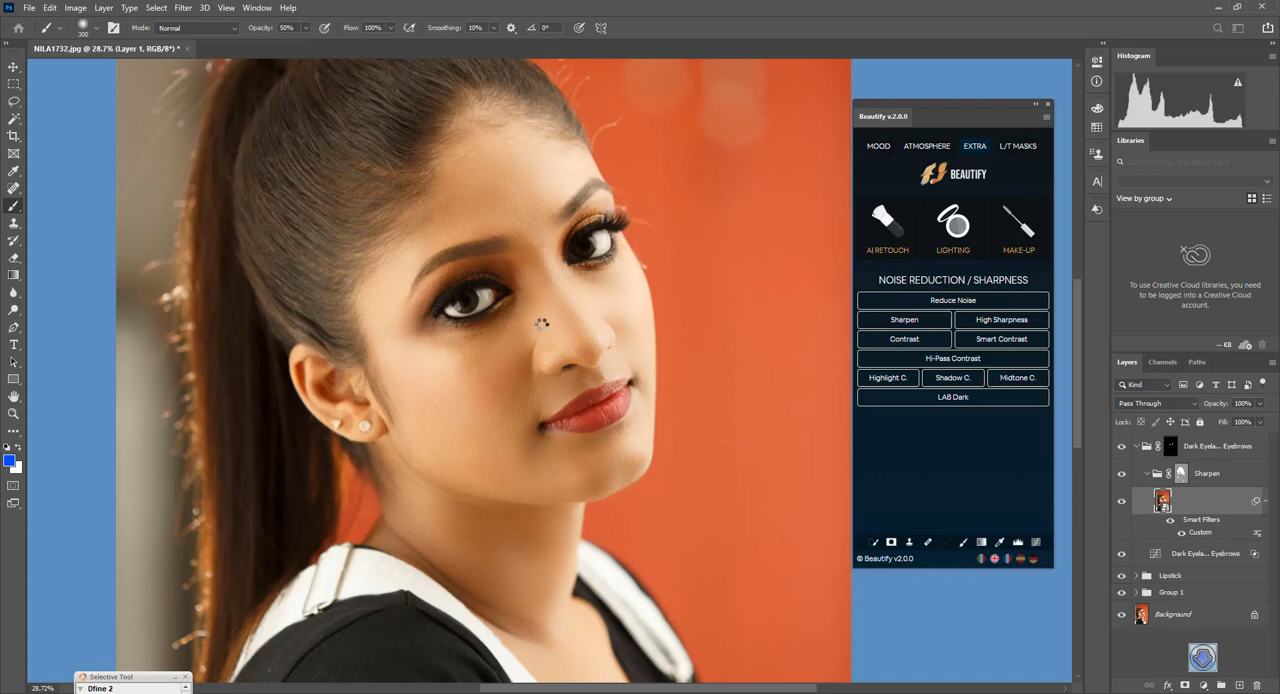 Ps File Edit Image Layer Type Select Filter 3D View Window Help
300 Mode: Normal Opacity: 50% Flow: 100% Smoothing: 10% 0°
NILA1732.jpg @ 28.7% (Layer 1, RGB/8*) * ×
Histogram
Libraries
View by group
To use Creative Cloud libraries, you need
to be logged into a Creative Cloud
account.
-- KB
Beautify v.2.0.0
MOOD ATMOSPHERE EXTRA L/T MASKS
BEAUTIFY
AI RETOUCH LIGHTING MAKE-UP
NOISE REDUCTION / SHARPNESS
Reduce Noise
Sharpen High Sharpness
Contrast Smart Contrast
Hi-Pass Contrast
Highlight C. Shadow C. Midtone C.
LAB Dark
© Beautify v2.0.0
Layers Channels Paths
Kind
Pass Through Opacity: 100%
Lock: Fill: 100%
Dark Eyela... Eyebrows
Sharpen
Smart Filters
Custom
Dark Eyela... Eyebrows
Lipstick
Group 1
Background
fx
Selective Tool
Dfine 2
28.72%